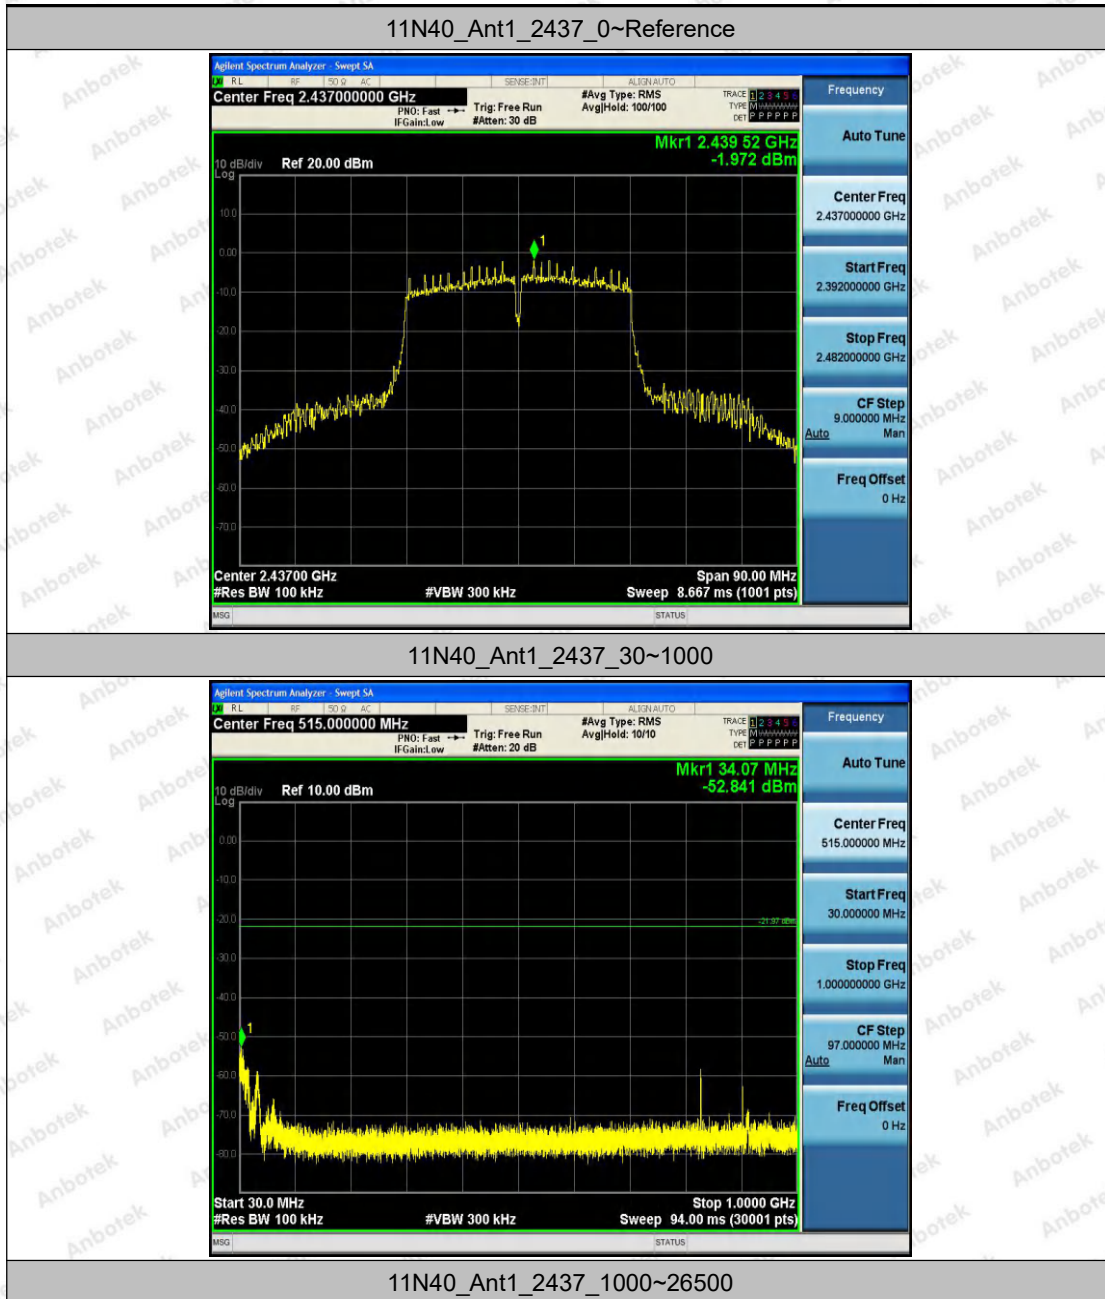 11N40_Ant1_2437_0~Reference
Agilent Spectrum Analyzer - Swept SA
RL RF 50 Ω AC SENSE:INT ALIGN AUTO
Center Freq 2.437000000 GHz
PNO: Fast
IFGain:Low
Trig: Free Run
#Atten: 30 dB
#Avg Type: RMS
Avg|Hold: 100/100
TRACE 1 2 3 4 5 6
TYPE M
DET P P P P P P
Mkr1 2.439 52 GHz
-1.972 dBm
10 dB/div Ref 20.00 dBm
Log
10.0
0.00
-10.0
-20.0
-30.0
-40.0
-50.0
-60.0
-70.0
1
Center 2.43700 GHz
Span 90.00 MHz
#Res BW 100 kHz
#VBW 300 kHz
Sweep 8.667 ms (1001 pts)
MSG
STATUS
Frequency
Auto Tune
Center Freq
2.437000000 GHz
Start Freq
2.392000000 GHz
Stop Freq
2.482000000 GHz
CF Step
9.000000 MHz
Auto Man
Freq Offset
0 Hz
11N40_Ant1_2437_30~1000
Agilent Spectrum Analyzer - Swept SA
RL RF 50 Ω AC SENSE:INT ALIGN AUTO
Center Freq 515.000000 MHz
PNO: Fast
IFGain:Low
Trig: Free Run
#Atten: 20 dB
#Avg Type: RMS
Avg|Hold: 10/10
TRACE 1 2 3 4 5 6
TYPE M
DET P P P P P P
Mkr1 34.07 MHz
-52.841 dBm
10 dB/div Ref 10.00 dBm
Log
0.00
-10.0
-20.0
-30.0
-40.0
-50.0
-60.0
-70.0
-80.0
-21.97 dBm
1
Start 30.0 MHz
Stop 1.0000 GHz
#Res BW 100 kHz
#VBW 300 kHz
Sweep 94.00 ms (30001 pts)
MSG
STATUS
Frequency
Auto Tune
Center Freq
515.000000 MHz
Start Freq
30.000000 MHz
Stop Freq
1.000000000 GHz
CF Step
97.000000 MHz
Auto Man
Freq Offset
0 Hz
11N40_Ant1_2437_1000~26500